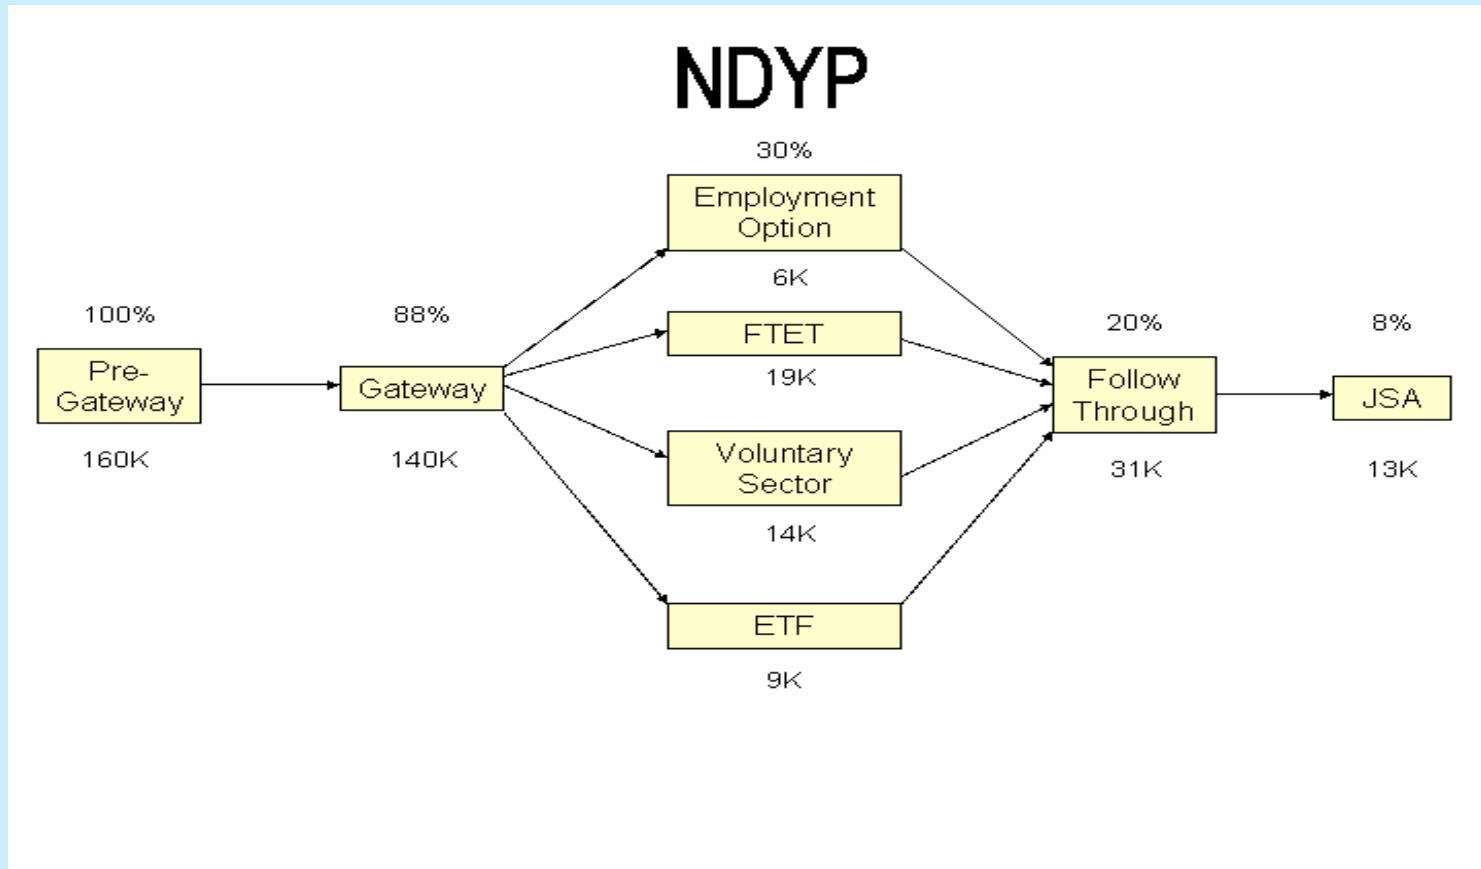 NDYP
30%
Employment
Option
6K
100%
88%
FTET
20%
8%
Pre-
Gateway
Gateway
19K
Follow
Through
JSA
160K
140K
Voluntary
Sector
31K
13K
14K
ETF
9K